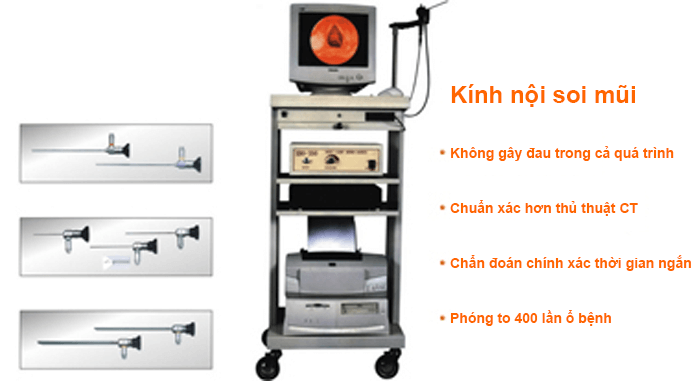 Kính nội soi mũi
* Không gây đau trong cả quá trình
* Chuẩn xác hơn thủ thuật CT
* Chẩn đoán chính xác thời gian ngắn
* Phóng to 400 lần ổ bệnh